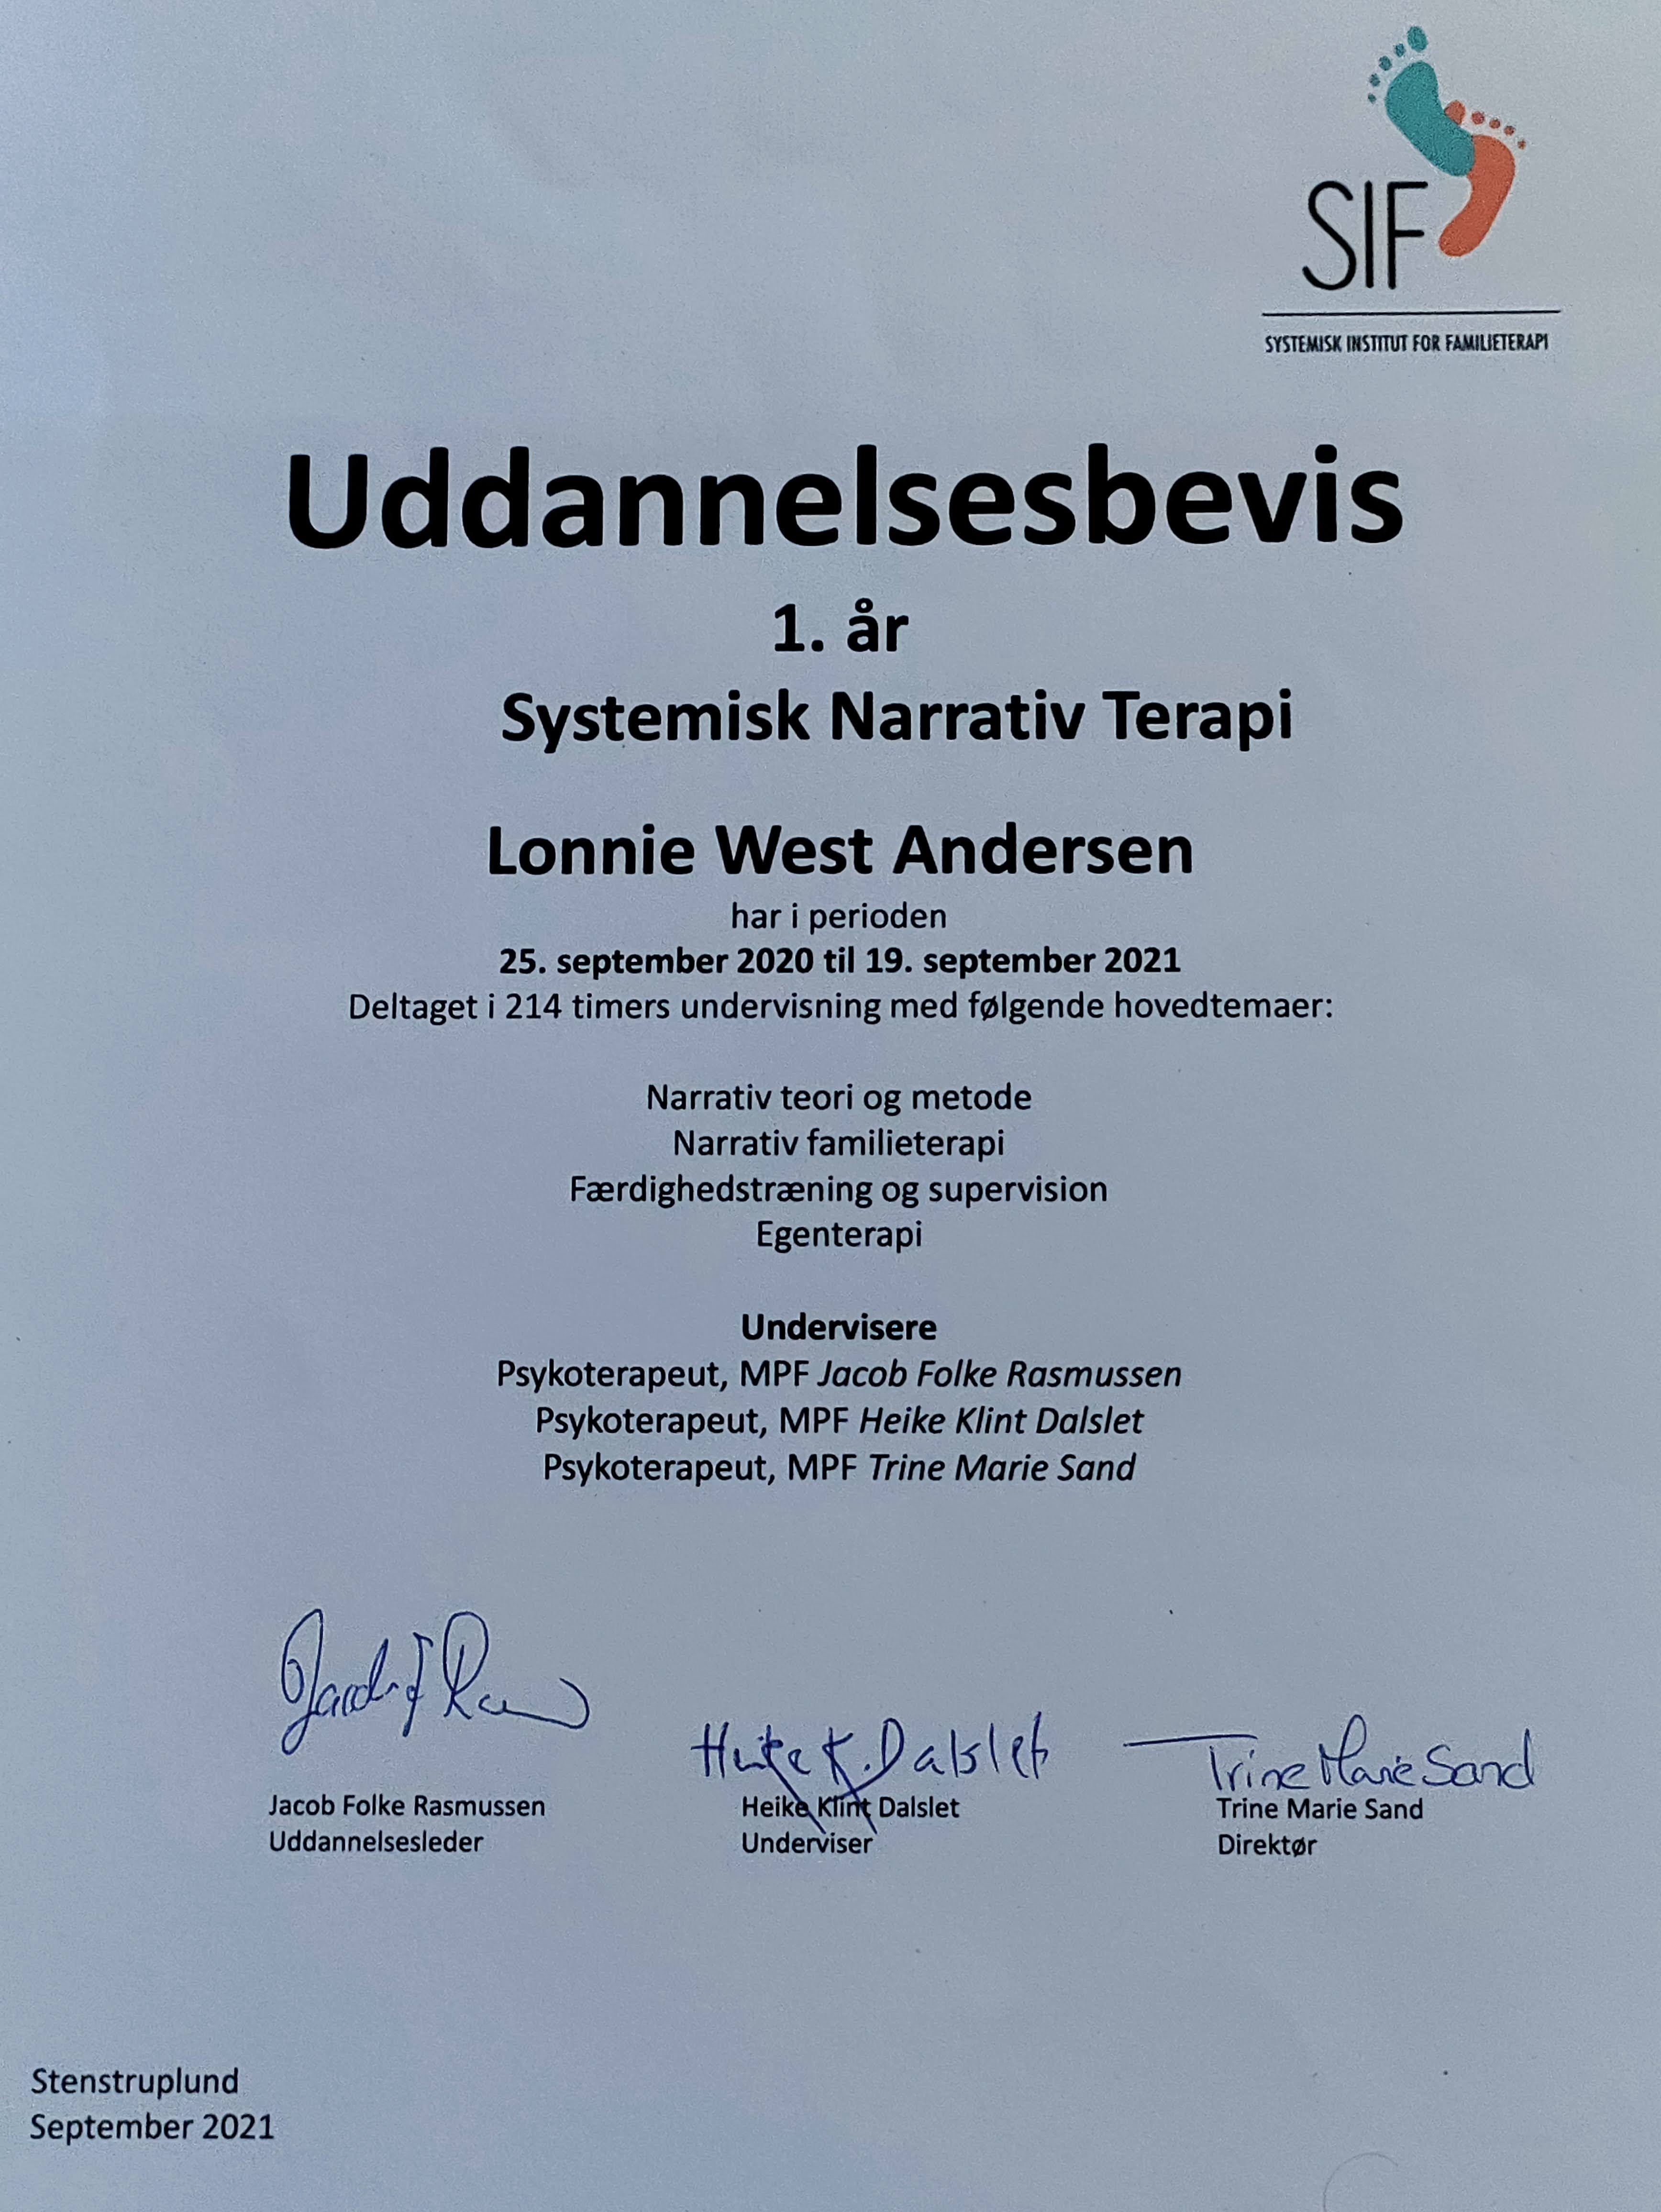 SIF
SYSTEMISK INSTITUT FOR FAMILIETERAPI
Uddannelsesbevis
1. år
Systemisk Narrativ Terapi
Lonnie West Andersen
har i perioden
25. september 2020 til 19. september 2021
Deltaget i 214 timers undervisning med følgende hovedtemaer:
Narrativ teori og metode
Narrativ familieterapi
Færdighedstræning og supervision
Egenterapi
Undervisere
Psykoterapeut, MPF Jacob Folke Rasmussen
Psykoterapeut, MPF Heike Klint Dalslet
Psykoterapeut, MPF Trine Marie Sand
Heike K. Dalslet
Trine Marie Sand
Jacob Folke Rasmussen
Uddannelsesleder
Heike Klint Dalslet
Underviser
Trine Marie Sand
Direktør
Stenstruplund
September 2021